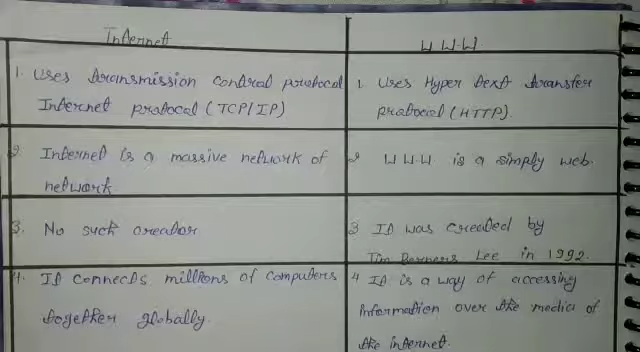 Internet
W.W.W.
1. Uses transmission control protocol
Internet protocol (TCP/IP)
1. Uses Hyper text transfer
protocol (HTTP).
2. Internet is a massive network of
network.
2 W W.W is a simply web.
3. No such creator
3 It was created by
Tim Berners Lee in 1992.
4. It connects millions of computers
together globally.
4 It is a way of accessing
Information over the media of
the internet.